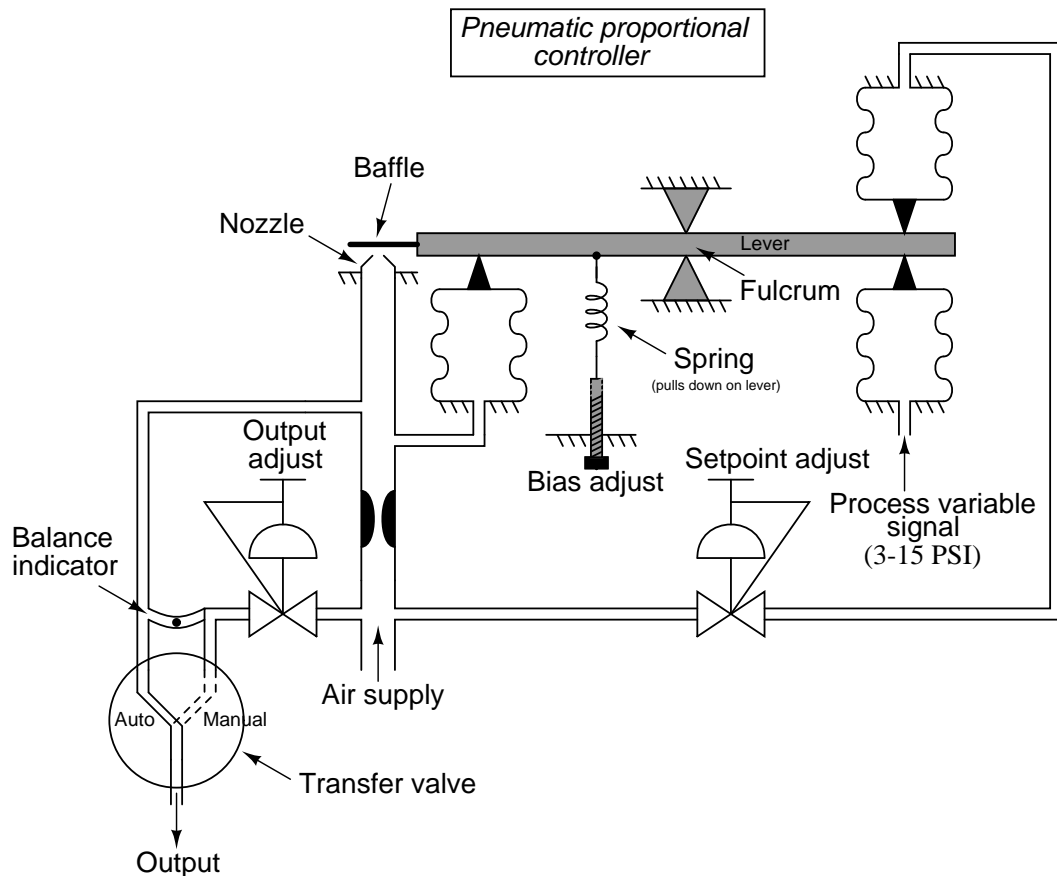 Pneumatic proportional
controller
Baffle
Nozzle
Lever
Fulcrum
Spring
(pulls down on lever)
Output
adjust
Bias adjust
Setpoint adjust
Process variable
signal
(3-15 PSI)
Balance
indicator
Air supply
Auto
Manual
Transfer valve
Output